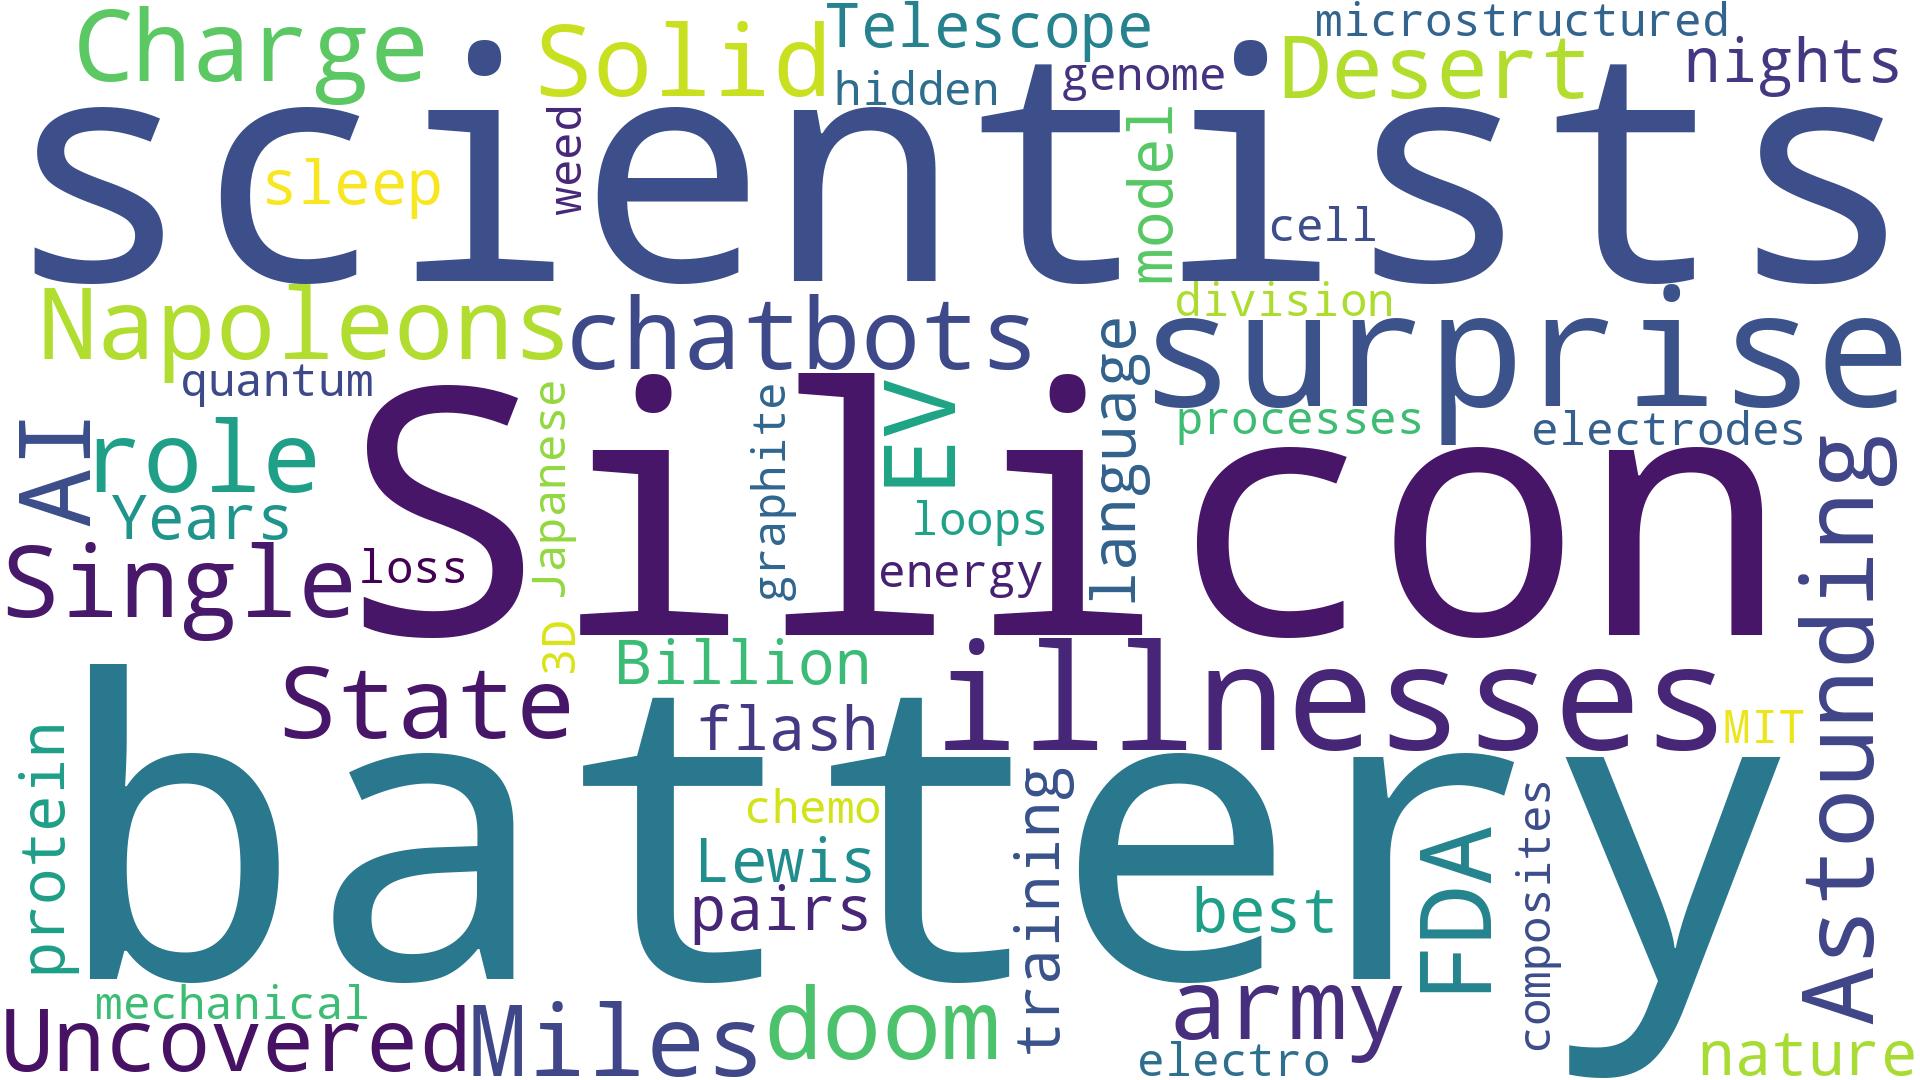 Charge
Solid
Telescope
microstructured
hidden
genome
Desert
nights
scientists
sleep
weed
model
cell
Napoleons
chatbots
division
surprise
quantum
Japanese
graphite
EV
language
processes
electrodes
AI
role
Silicon
Years
loops
Single
loss
energy
Astounding
3D
State
Billion
illnesses
flash
MIT
protein
battery
chemo
training
Lewis
pairs
best
FDA
composites
mechanical
Uncovered
Miles
doom
army
electro
nature